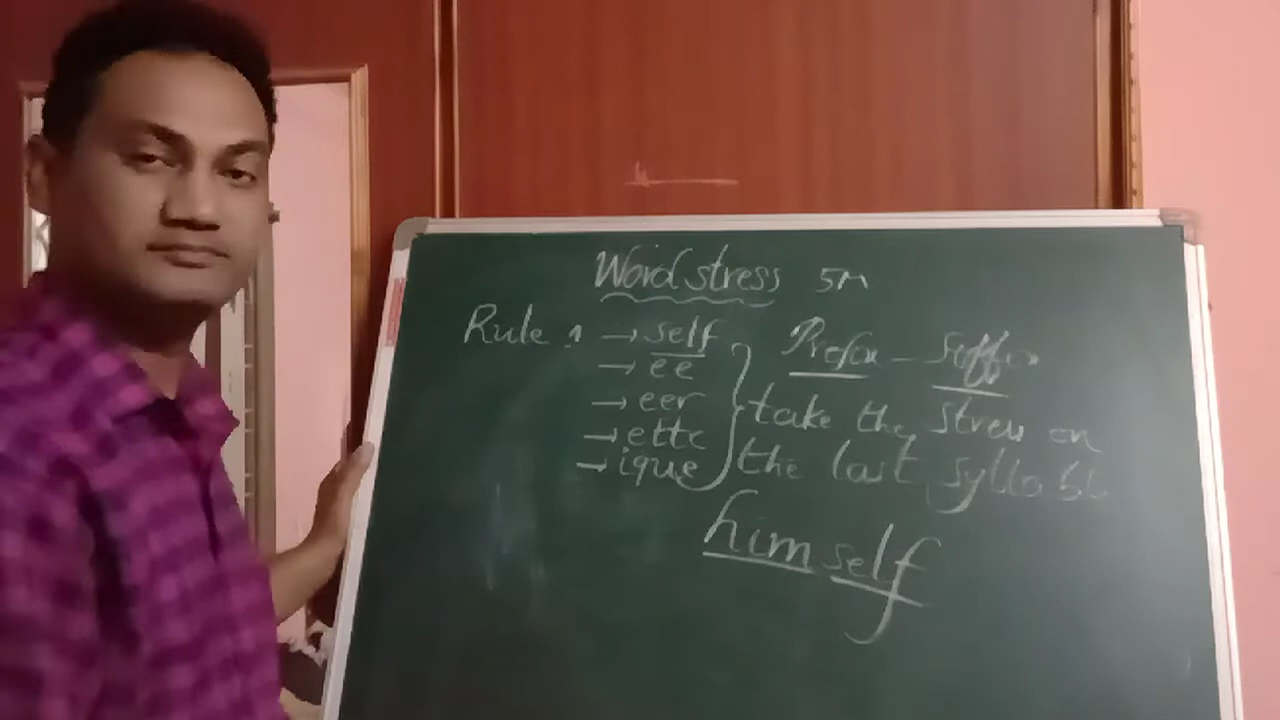 Word stress 5M
Rule 1 → self Prefix - Suffix
→ ee
→ eer take the stress on
→ ette
→ ique the last syllable
himself